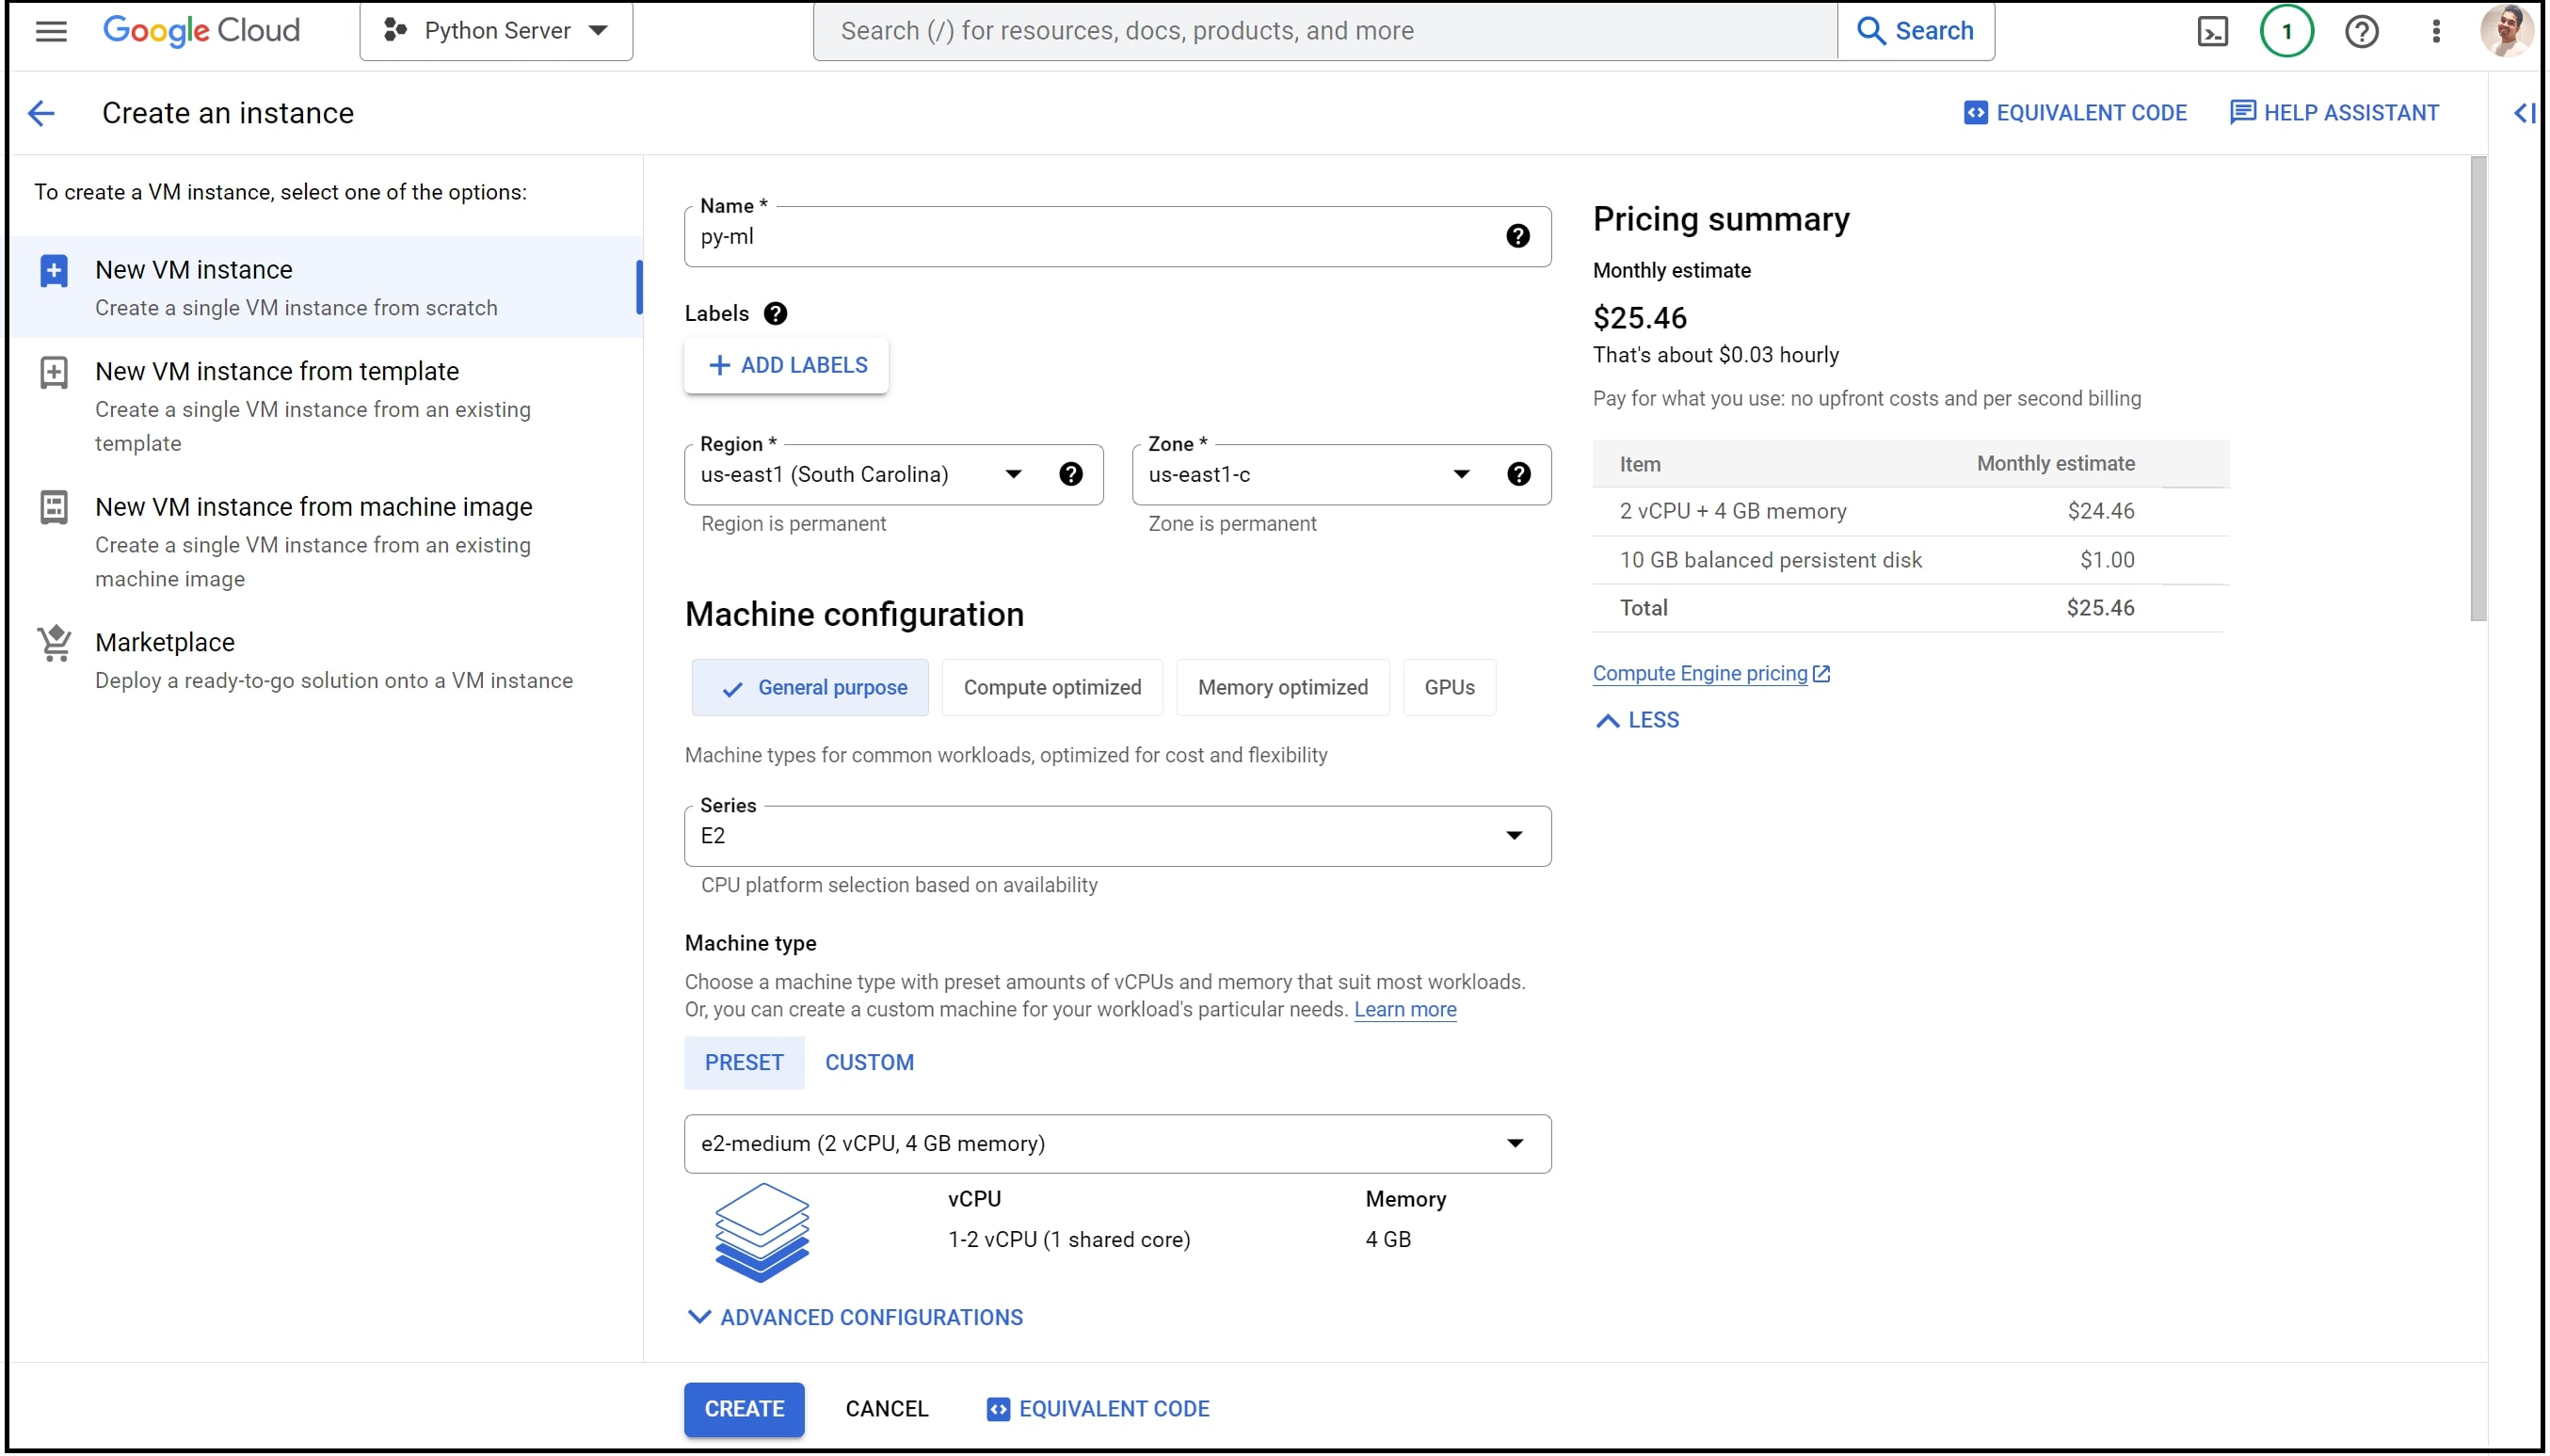 Google Cloud
Python Server
Search (/) for resources, docs, products, and more
Search
1
Create an instance
EQUIVALENT CODE
HELP ASSISTANT
To create a VM instance, select one of the options:
New VM instance
Create a single VM instance from scratch
New VM instance from template
Create a single VM instance from an existing
template
New VM instance from machine image
Create a single VM instance from an existing
machine image
Marketplace
Deploy a ready-to-go solution onto a VM instance
Name *
py-ml
Labels
ADD LABELS
Region *
us-east1 (South Carolina)
Region is permanent
Zone *
us-east1-c
Zone is permanent
Machine configuration
General purpose
Compute optimized
Memory optimized
GPUs
Machine types for common workloads, optimized for cost and flexibility
Series
E2
CPU platform selection based on availability
Machine type
Choose a machine type with preset amounts of vCPUs and memory that suit most workloads.
Or, you can create a custom machine for your workload's particular needs. Learn more
PRESET
CUSTOM
e2-medium (2 vCPU, 4 GB memory)
vCPU
1-2 vCPU (1 shared core)
Memory
4 GB
ADVANCED CONFIGURATIONS
CREATE
CANCEL
EQUIVALENT CODE
Pricing summary
Monthly estimate
$25.46
That's about $0.03 hourly
Pay for what you use: no upfront costs and per second billing
Item Monthly estimate
2 vCPU + 4 GB memory $24.46
10 GB balanced persistent disk $1.00
Total $25.46
Compute Engine pricing
LESS